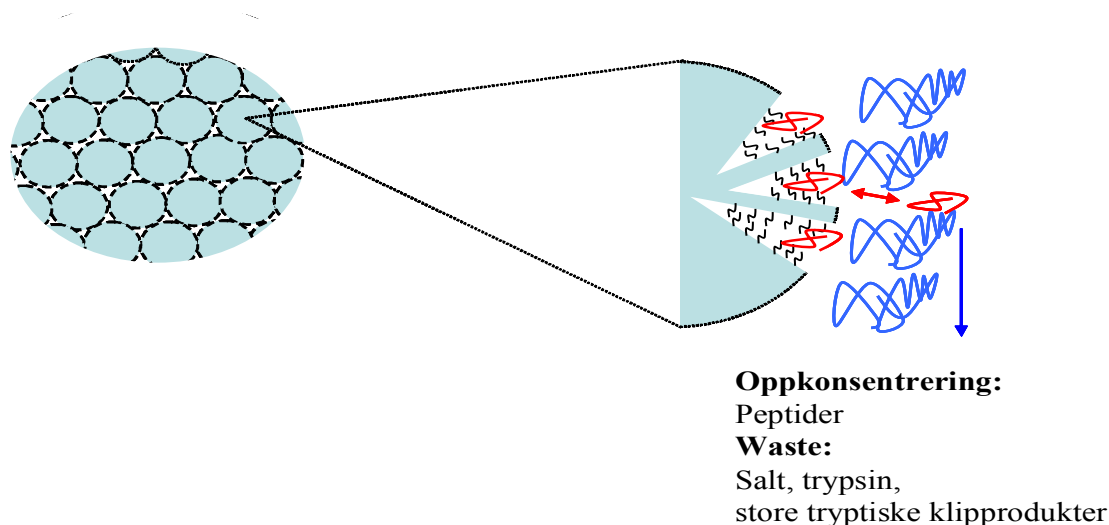 Oppkonsentrering:
Peptider
Waste:
Salt, trypsin,
store tryptiske klipprodukter